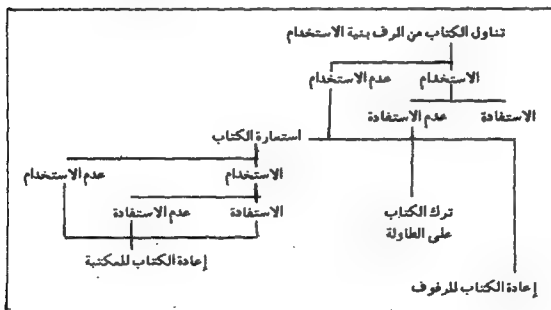 تناول الكتاب من الرف بنية الاستخدام
الاستخدام عدم الاستخدام
الاستفادة عدم الاستفادة
استعارة الكتاب
الاستخدام عدم الاستخدام
الاستفادة عدم الاستفادة
ترك الكتاب
على الطاولة
إعادة الكتاب للمكتبة
إعادة الكتاب للرفوف